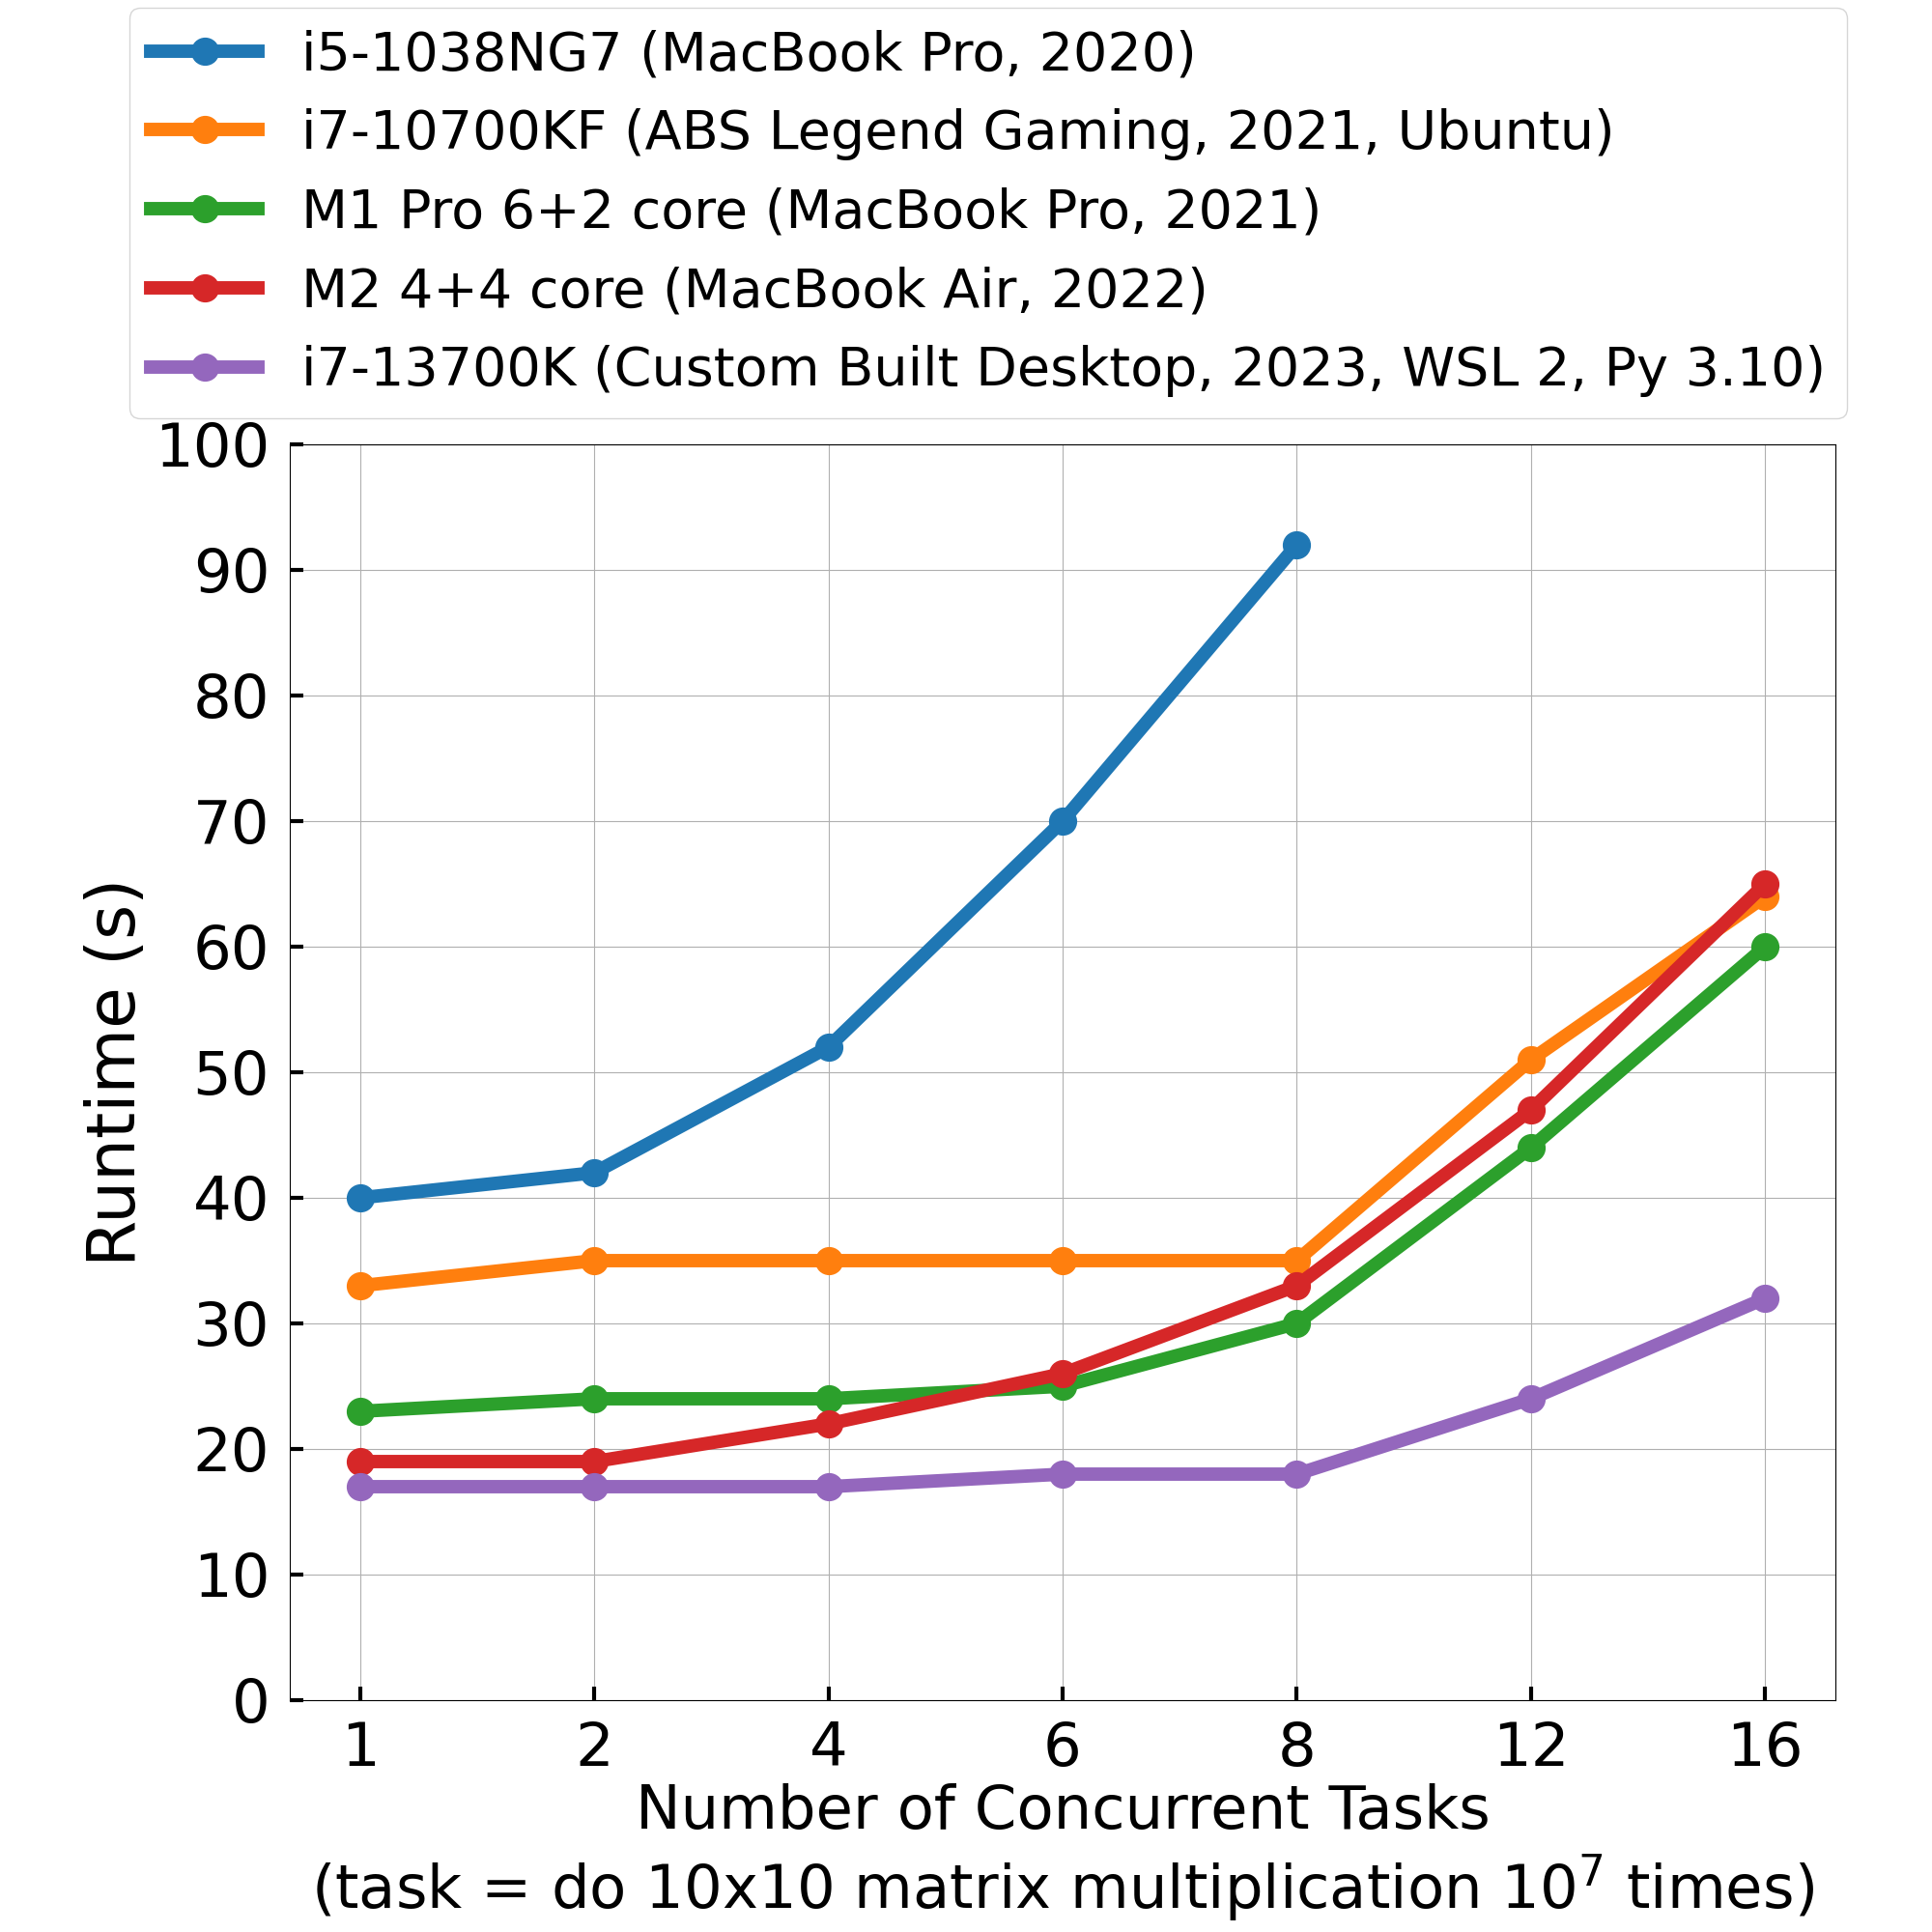 i5-1038NG7 (MacBook Pro, 2020)
i7-10700KF (ABS Legend Gaming, 2021, Ubuntu)
M1 Pro 6+2 core (MacBook Pro, 2021)
M2 4+4 core (MacBook Air, 2022)
i7-13700K (Custom Built Desktop, 2023, WSL 2, Py 3.10)
100
90
80
70
60
50
40
30
20
10
0
Runtime (s)
1 2 4 6 8 12 16
Number of Concurrent Tasks
(task = do 10x10 matrix multiplication 10⁷ times)